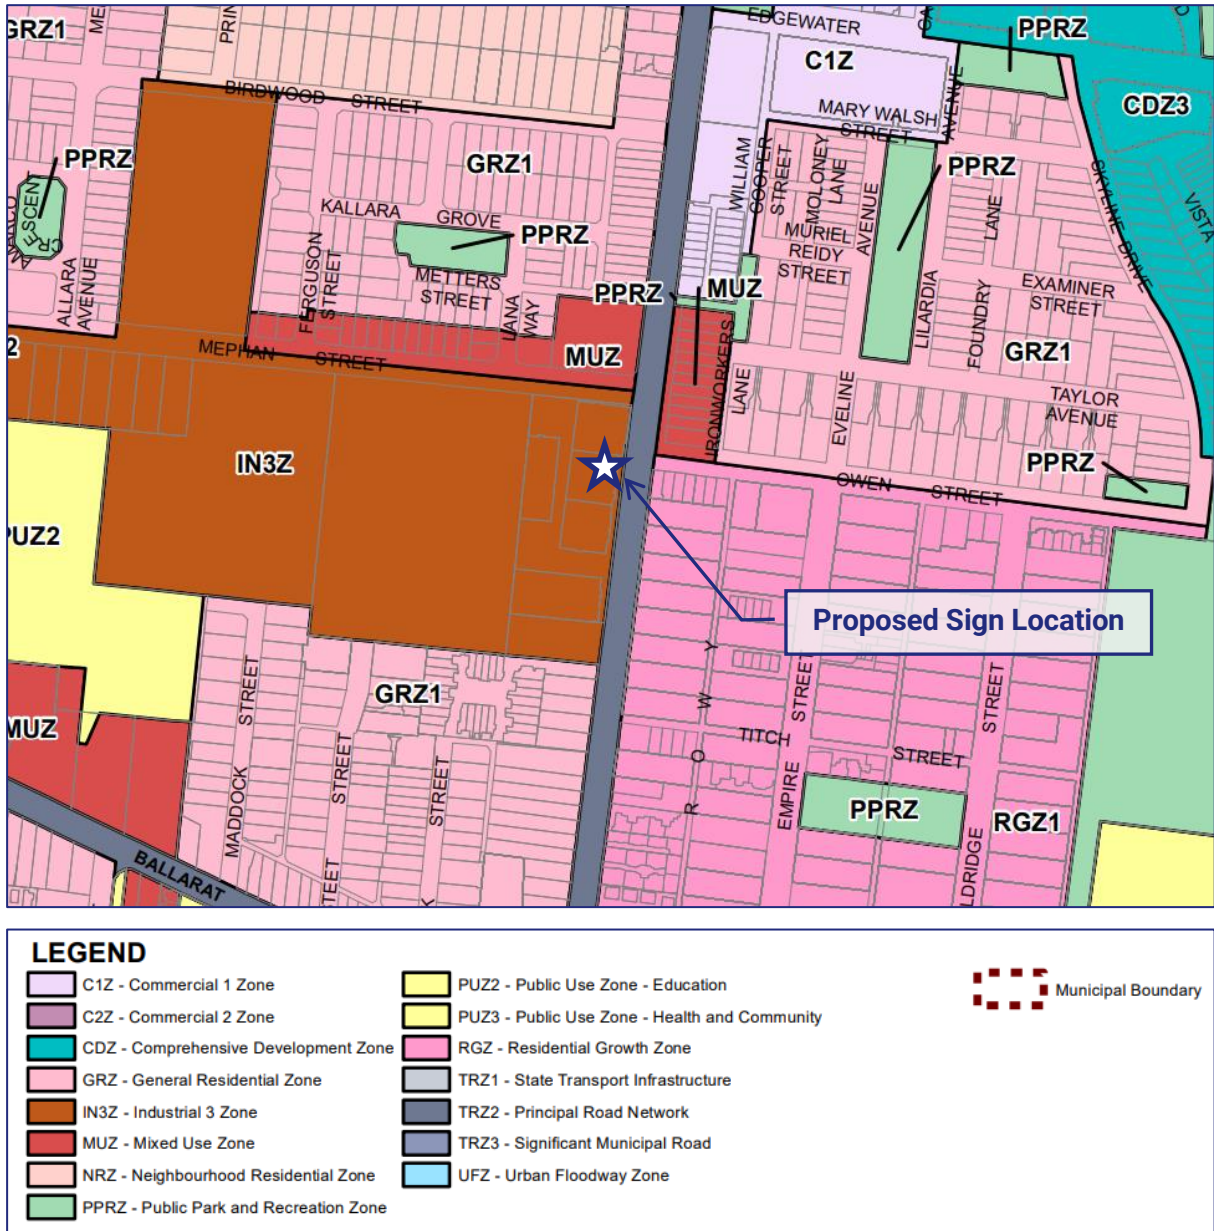 EDGEWATER
PPRZ
GRZ1
C1Z
BIRDWOOD STREET
MARY WALSH
STREET
AVENUE
CDZ3
PPRZ
GRZ1
WILLIAM
COOPER
STREET
MOLONEY
LANE
PPRZ
SKYLINE DRIVE
VISTA
CRESCENT
KALLARA GROVE
AVENUE
LANE
PPRZ
MURIEL
REIDY
STREET
ALLARA
AVENUE
FERGUSON
STREET
METTERS
STREET
LANA
WAY
PPRZ
MUZ
LILARDIA
FOUNDRY
EXAMINER
STREET
GRZ1
MEPHAN STREET
MUZ
IRONWORKERS
LANE
EVELINE
TAYLOR
AVENUE
IN3Z
PPRZ
OWEN STREET
PUZ2
Proposed Sign Location
GRZ1
MUZ
MADDOCK
STREET
STREET
STREET
ROWY
EMPIRE
STREET
STREET
TITCH STREET
PPRZ
RGZ1
LDRIDGE
BALLARAT
TEET
LEGEND
C1Z - Commercial 1 Zone
C2Z - Commercial 2 Zone
CDZ - Comprehensive Development Zone
GRZ - General Residential Zone
IN3Z - Industrial 3 Zone
MUZ - Mixed Use Zone
NRZ - Neighbourhood Residential Zone
PPRZ - Public Park and Recreation Zone
PUZ2 - Public Use Zone - Education
PUZ3 - Public Use Zone - Health and Community
RGZ - Residential Growth Zone
TRZ1 - State Transport Infrastructure
TRZ2 - Principal Road Network
TRZ3 - Significant Municipal Road
UFZ - Urban Floodway Zone
Municipal Boundary